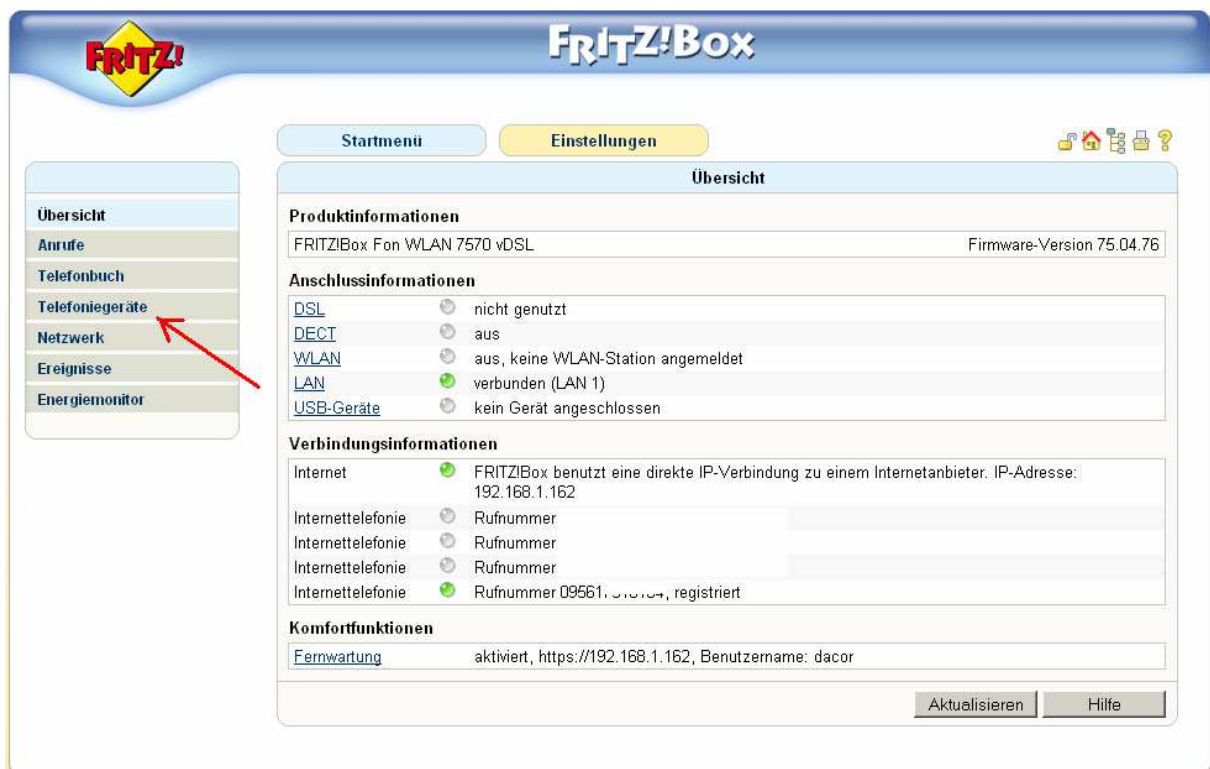 FRITZ!
FRITZ!Box
Startmenü
Einstellungen
Übersicht
Übersicht
Anrufe
Telefonbuch
Telefoniegeräte
Netzwerk
Ereignisse
Energiemonitor
Produktinformationen
FRITZ!Box Fon WLAN 7570 vDSL Firmware-Version 75.04.76
Anschlussinformationen
DSL nicht genutzt
DECT aus
WLAN aus, keine WLAN-Station angemeldet
LAN verbunden (LAN 1)
USB-Geräte kein Gerät angeschlossen
Verbindungsinformationen
Internet FRITZ!Box benutzt eine direkte IP-Verbindung zu einem Internetanbieter. IP-Adresse:
192.168.1.162
Internettelefonie Rufnummer
Internettelefonie Rufnummer
Internettelefonie Rufnummer
Internettelefonie Rufnummer 09561, registriert
Komfortfunktionen
Fernwartung aktiviert, https://192.168.1.162, Benutzername: dacor
Aktualisieren
Hilfe